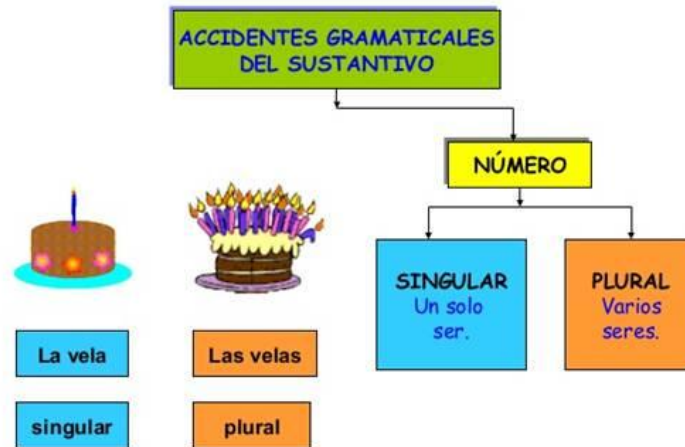 ACCIDENTES GRAMATICALES
DEL SUSTANTIVO
NÚMERO
SINGULAR
Un solo
ser.
PLURAL
Varios
seres.
La vela
Las velas
singular
plural